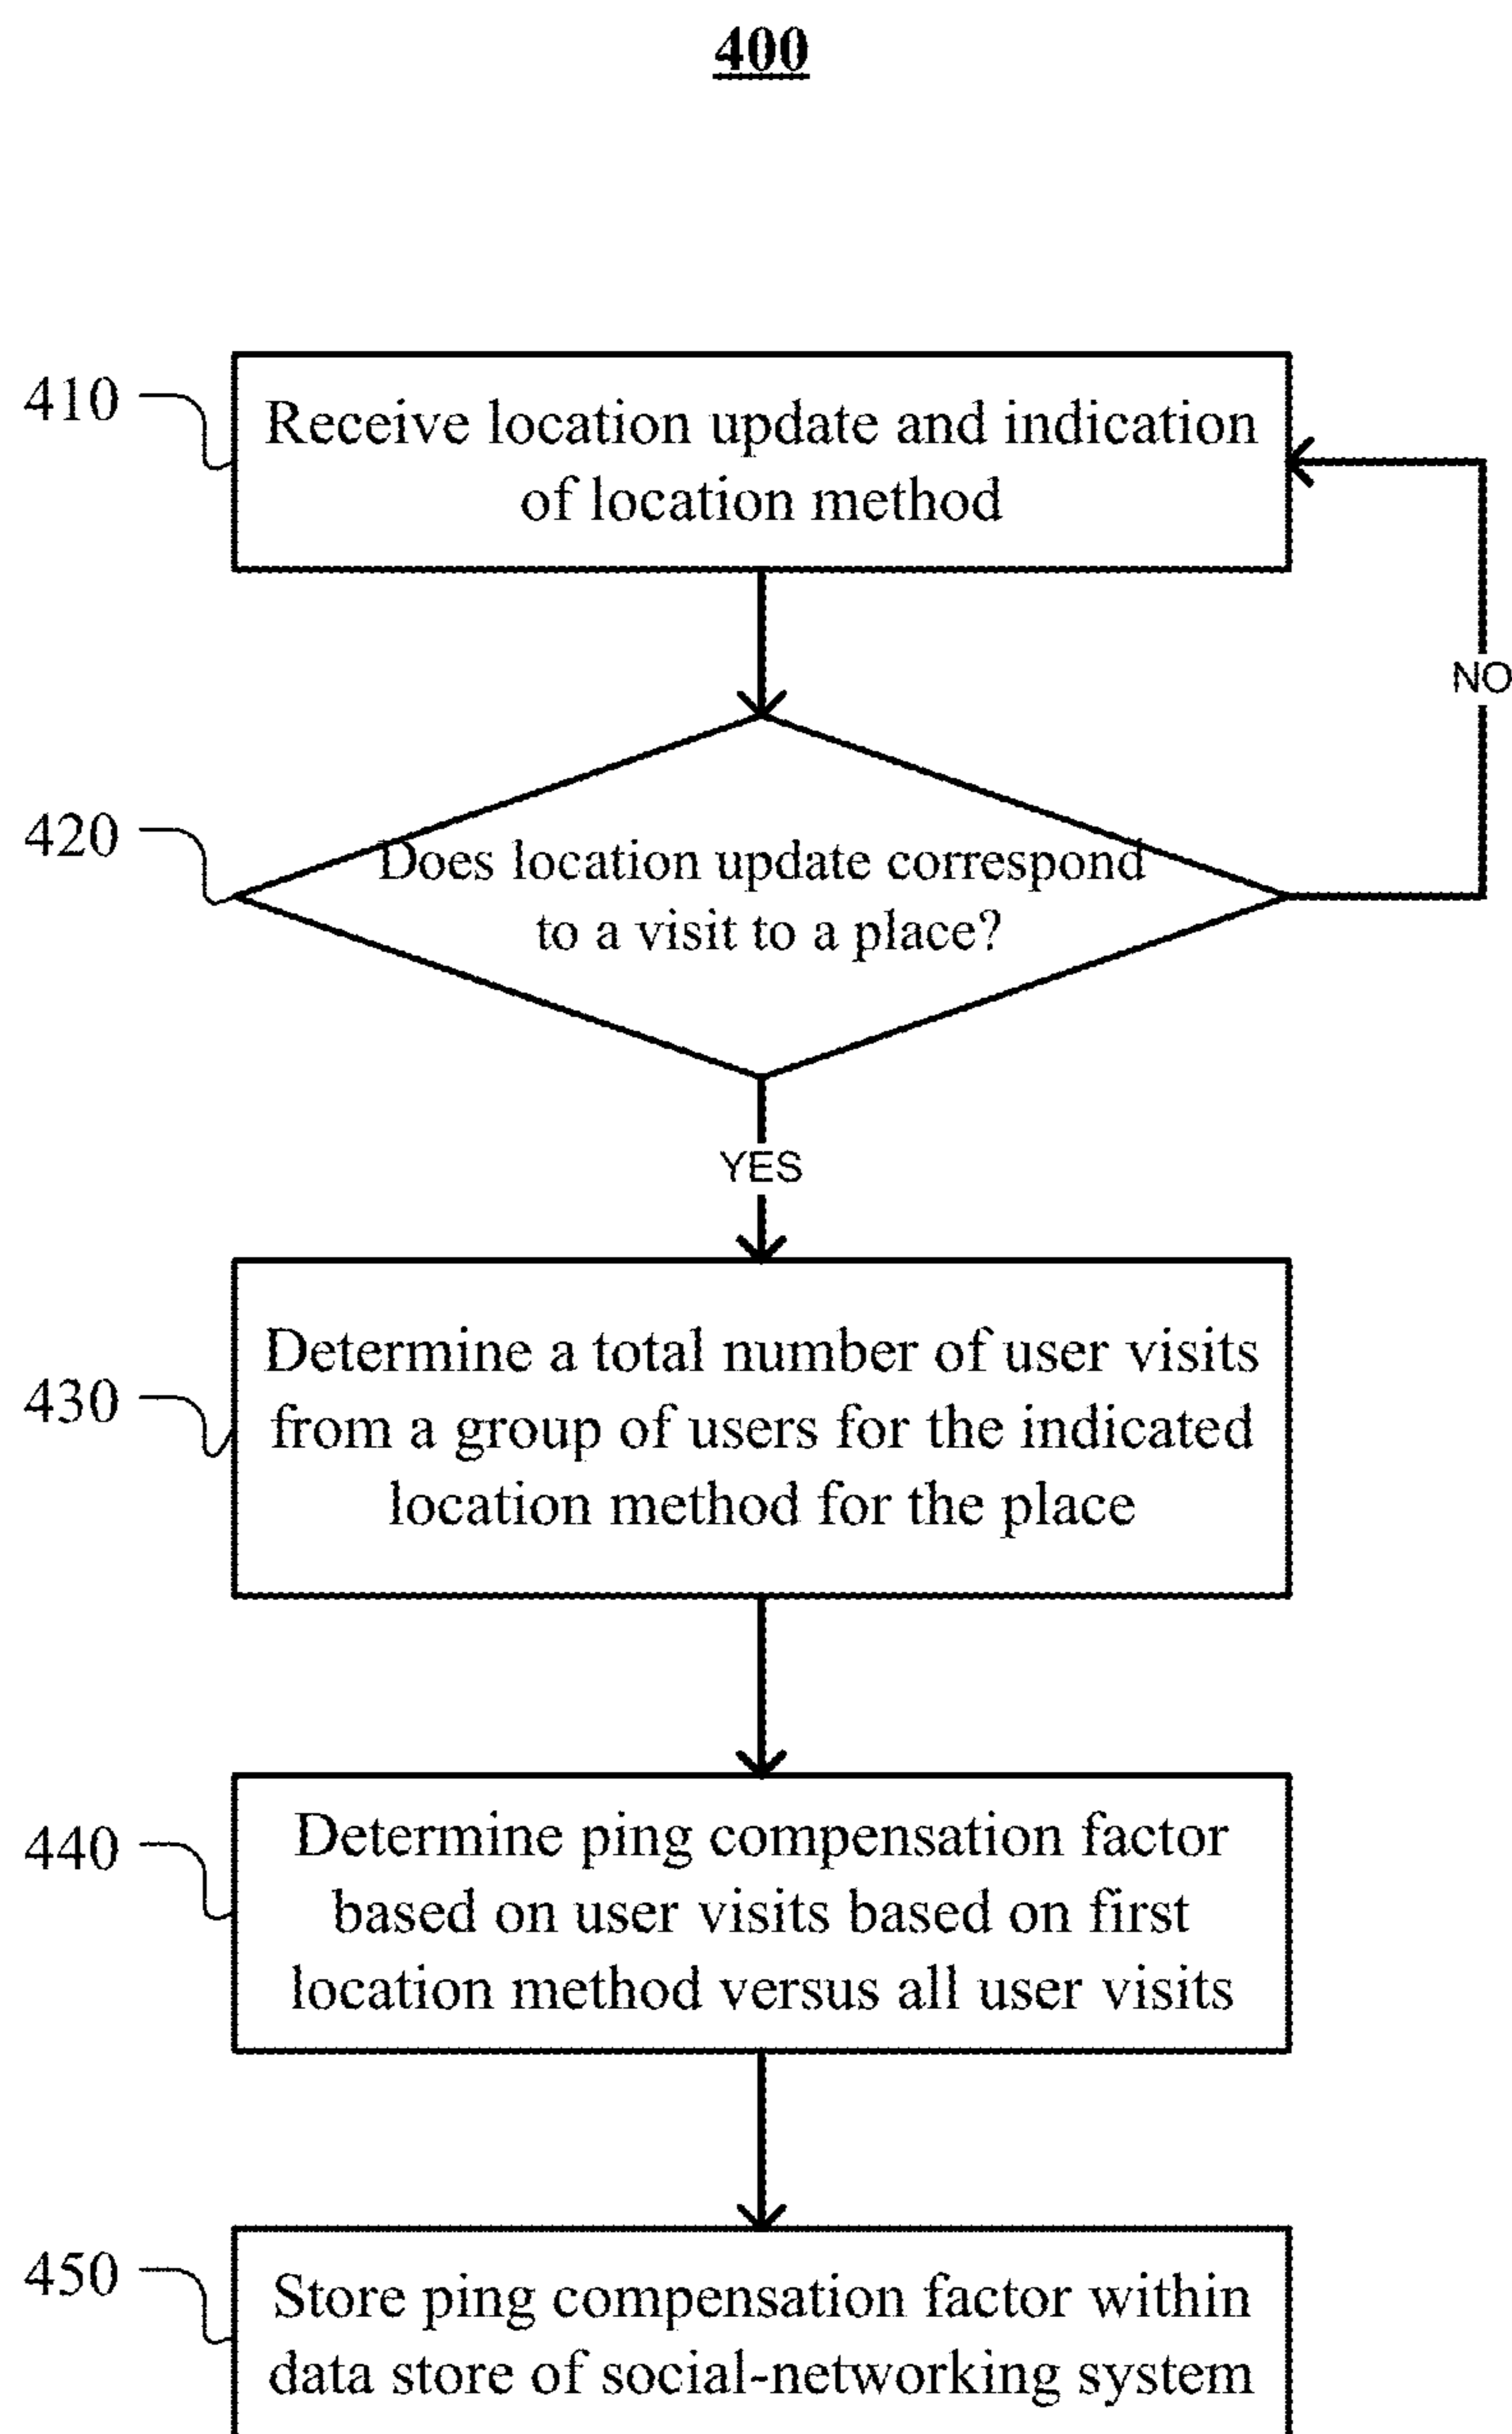 400
410
Receive location update and indication
of location method
NO
420
Does location update correspond
to a visit to a place?
YES
430
Determine a total number of user visits
from a group of users for the indicated
location method for the place
440
Determine ping compensation factor
based on user visits based on first
location method versus all user visits
450
Store ping compensation factor within
data store of social-networking system